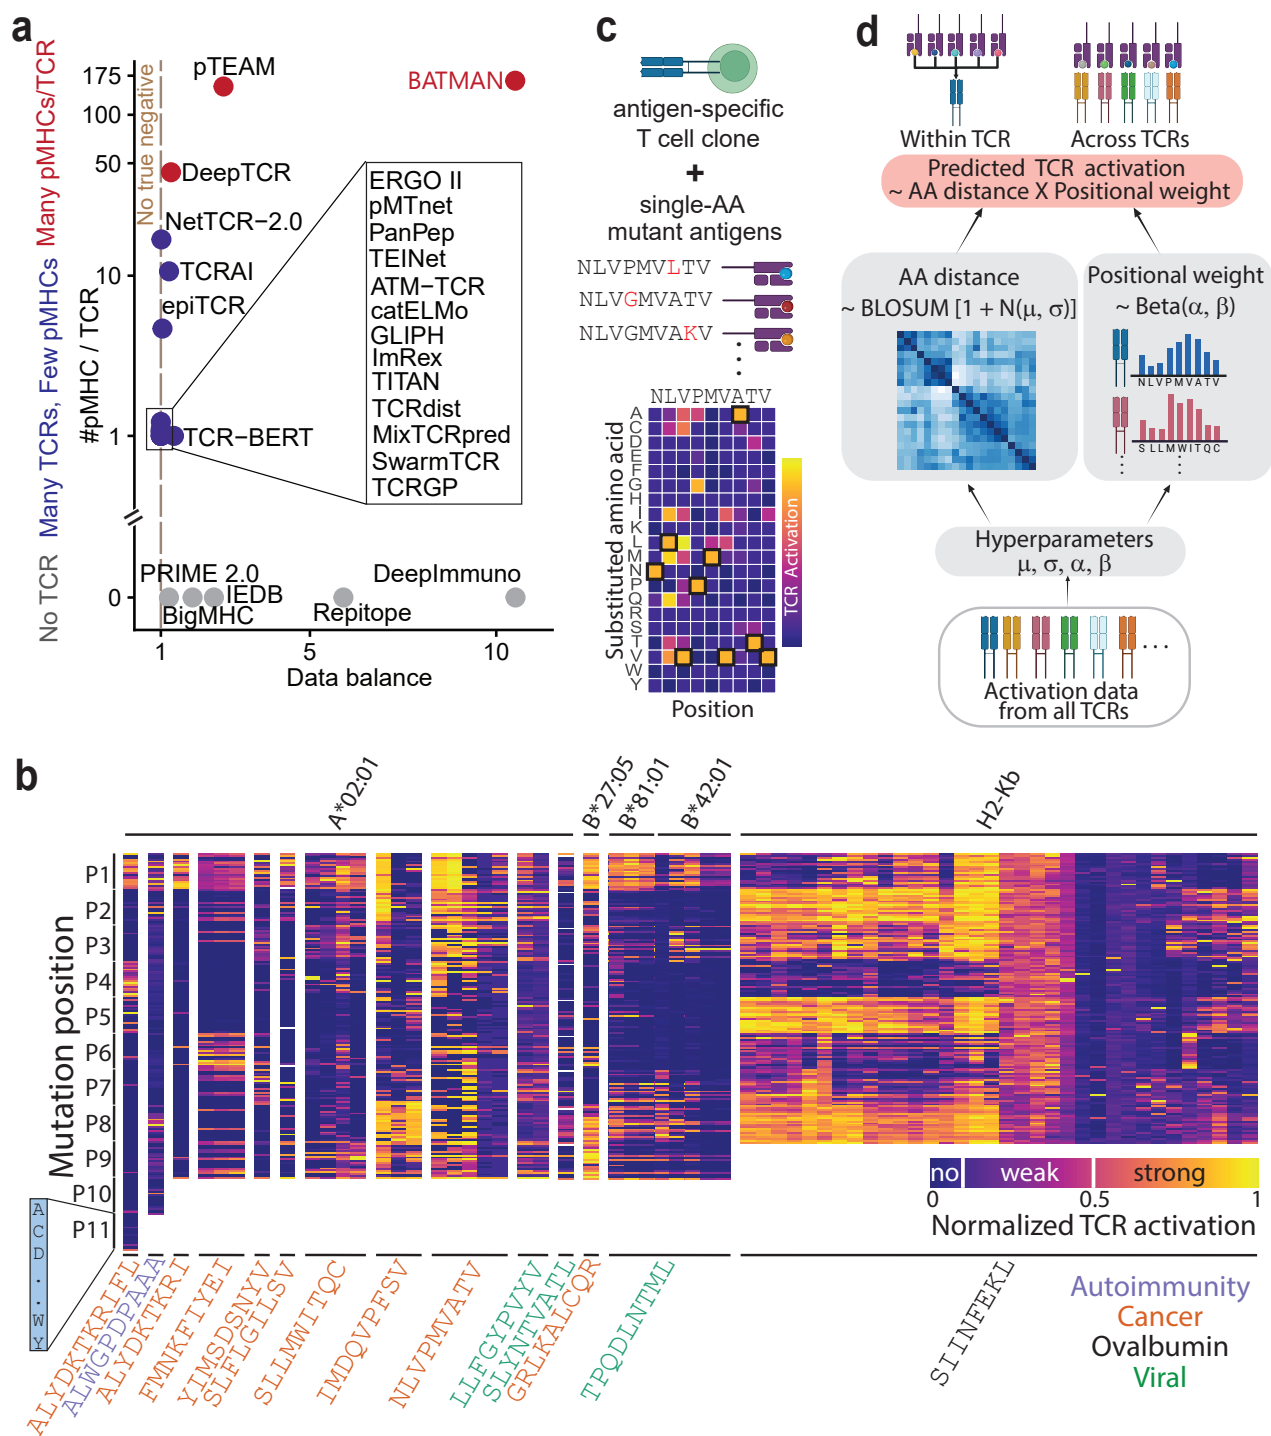 a
No TCR Many TCRs, Few pMHCs Many pMHCs/TCR
#pMHC / TCR
175
100
50
10
1
0
No true negative
pTEAM
BATMAN
DeepTCR
NetTCR−2.0
TCRAI
epiTCR
TCR−BERT
ERGO II
pMTnet
PanPep
TEINet
ATM−TCR
catELMo
GLIPH
ImRex
TITAN
TCRdist
MixTCRpred
SwarmTCR
TCRGP
PRIME 2.0
BigMHC
IEDB
Repitope
DeepImmuno
1
5
10
Data balance
c
antigen-specific
T cell clone
+
single-AA
mutant antigens
NLVPMVLTV
NLVGMVATV
NLVGMVAKV
NLVPMVATV
Substituted amino acid
A
C
D
E
F
G
H
I
K
L
M
N
P
Q
R
S
T
V
W
Y
Position
TCR Activation
d
Within TCR
Across TCRs
Predicted TCR activation
~ AA distance X Positional weight
AA distance
~ BLOSUM [1 + N(μ, σ)]
Positional weight
~ Beta(α, β)
NLVPMVATV
SLLMWITQC
Hyperparameters
μ, σ, α, β
Activation data
from all TCRs
b
A*02:01
B*27:05
B*81:01
B*42:01
H2-Kb
Mutation position
P1
P2
P3
P4
P5
P6
P7
P8
P9
P10
P11
A
C
D
.
.
W
Y
no weak strong
0 0.5 1
Normalized TCR activation
ALYDKTKRIFL
ALWGPDPAAA
ALYDKTKRI
FMNKFIYEI
YIMSDSNYV
SLFLGILSV
SLLMWITQC
IMDQVPFSV
NLVPMVATV
LLFGYPVYV
SLYNTVATL
GRLKALCQR
TPQDLNTML
SIINFEKL
Autoimmunity
Cancer
Ovalbumin
Viral